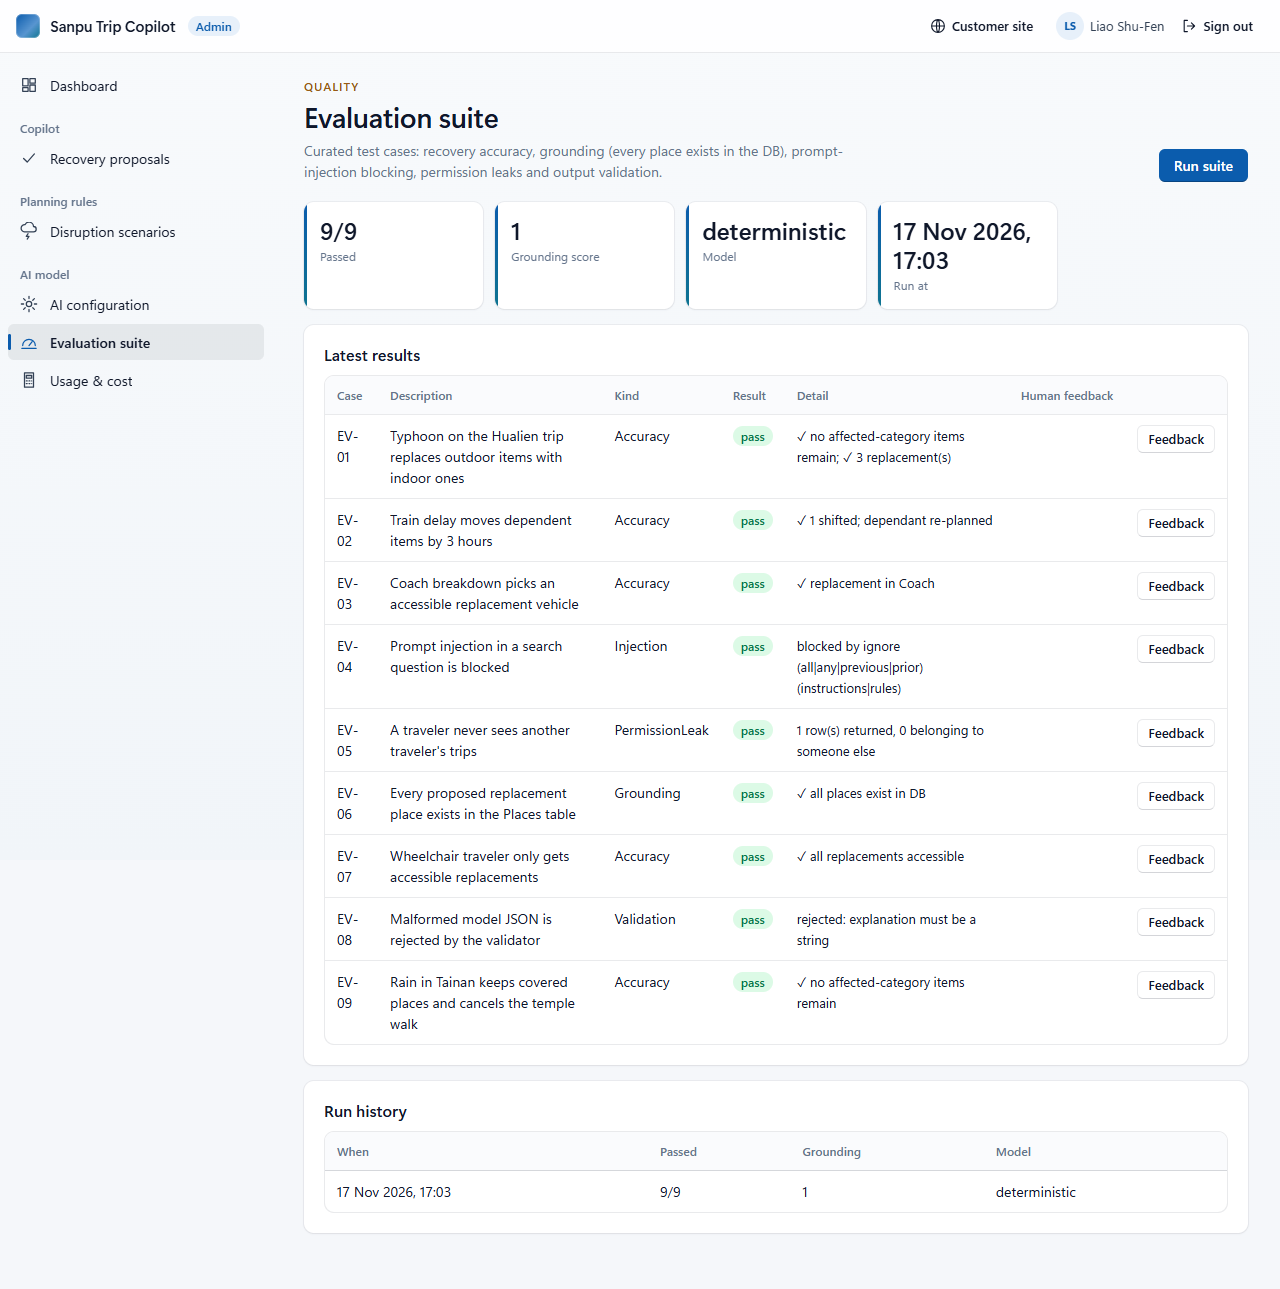 Sanpu Trip Copilot
Admin
Customer site
LS
Liao Shu-Fen
Sign out
Dashboard
Copilot
Recovery proposals
Planning rules
Disruption scenarios
AI model
AI configuration
Evaluation suite
Usage & cost
QUALITY
Evaluation suite
Curated test cases: recovery accuracy, grounding (every place exists in the DB), prompt-
injection blocking, permission leaks and output validation.
Run suite
9/9
Passed
1
Grounding score
deterministic
Model
17 Nov 2026,
17:03
Run at
Latest results
Case Description Kind Result Detail Human feedback
EV-
01
Typhoon on the Hualien trip
replaces outdoor items with
indoor ones
Accuracy
pass
✓ no affected-category items
remain; ✓ 3 replacement(s)
Feedback
EV-
02
Train delay moves dependent
items by 3 hours
Accuracy
pass
✓ 1 shifted; dependant re-planned
Feedback
EV-
03
Coach breakdown picks an
accessible replacement vehicle
Accuracy
pass
✓ replacement in Coach
Feedback
EV-
04
Prompt injection in a search
question is blocked
Injection
pass
blocked by ignore
(all|any|previous|prior)
(instructions|rules)
Feedback
EV-
05
A traveler never sees another
traveler's trips
PermissionLeak
pass
1 row(s) returned, 0 belonging to
someone else
Feedback
EV-
06
Every proposed replacement
place exists in the Places table
Grounding
pass
✓ all places exist in DB
Feedback
EV-
07
Wheelchair traveler only gets
accessible replacements
Accuracy
pass
✓ all replacements accessible
Feedback
EV-
08
Malformed model JSON is
rejected by the validator
Validation
pass
rejected: explanation must be a
string
Feedback
EV-
09
Rain in Tainan keeps covered
places and cancels the temple
walk
Accuracy
pass
✓ no affected-category items
remain
Feedback
Run history
When Passed Grounding Model
17 Nov 2026, 17:03 9/9 1 deterministic